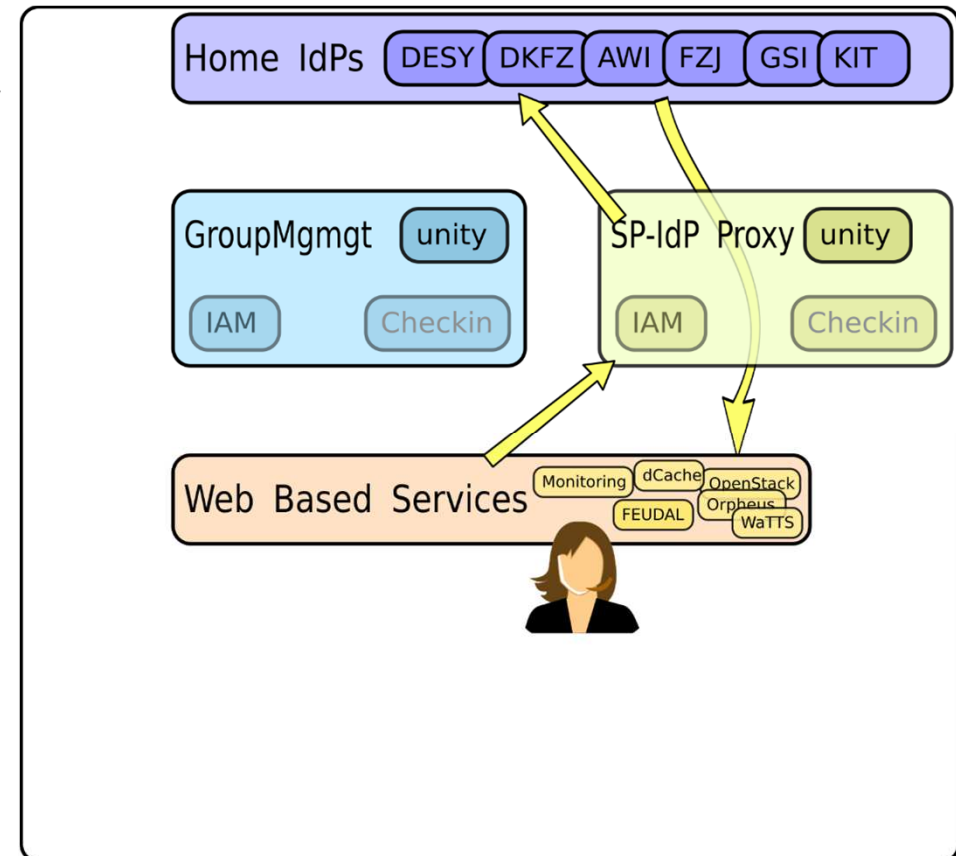 Home IdPs DESY DKFZ AWI FZJ GSI KIT
GroupMgmgt unity
IAM Checkin
SP-IdP Proxy unity
IAM Checkin
Web Based Services
Monitoring dCache OpenStack
FEUDAL Orpheus
WaTTS